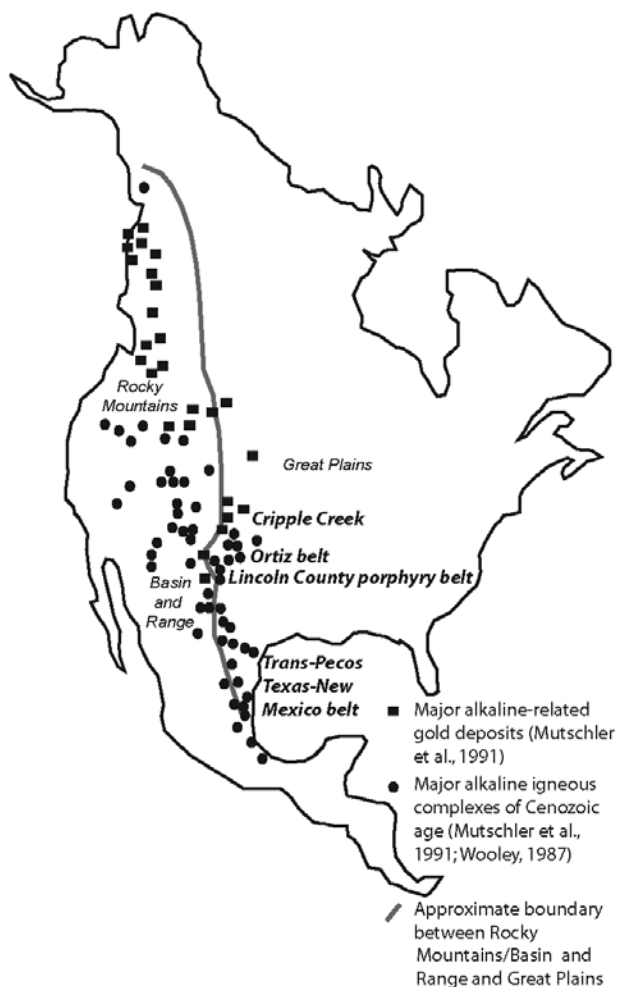 Rocky
Mountains
Great Plains
Cripple Creek
Ortiz belt
Lincoln County porphyry belt
Basin
and
Range
Trans-Pecos
Texas-New
Mexico belt
Major alkaline-related
gold deposits (Mutschler
et al., 1991)
Major alkaline igneous
complexes of Cenozoic
age (Mutschler et al.,
1991; Wooley, 1987)
Approximate boundary
between Rocky
Mountains/Basin and
Range and Great Plains